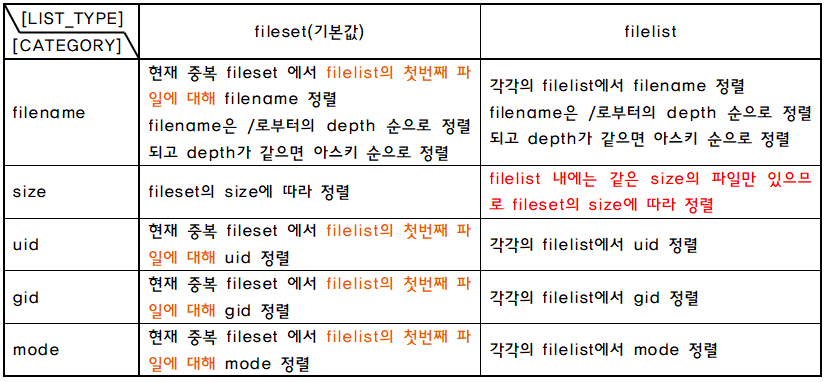 [LIST_TYPE]
[CATEGORY]
fileset(기본값)
filelist
filename
현재 중복 fileset 에서 filelist의 첫번째 파
일에 대해 filename 정렬
filename은 /로부터의 depth 순으로 정렬
되고 depth가 같으면 아스키 순으로 정렬
각각의 filelist에서 filename 정렬
filename은 /로부터의 depth 순으로 정렬
되고 depth가 같으면 아스키 순으로 정렬
size
fileset의 size에 따라 정렬
filelist 내에는 같은 size의 파일만 있으므
로 fileset의 size에 따라 정렬
uid
현재 중복 fileset 에서 filelist의 첫번째 파
일에 대해 uid 정렬
각각의 filelist에서 uid 정렬
gid
현재 중복 fileset 에서 filelist의 첫번째 파
일에 대해 gid 정렬
각각의 filelist에서 gid 정렬
mode
현재 중복 fileset 에서 filelist의 첫번째 파
일에 대해 mode 정렬
각각의 filelist에서 mode 정렬